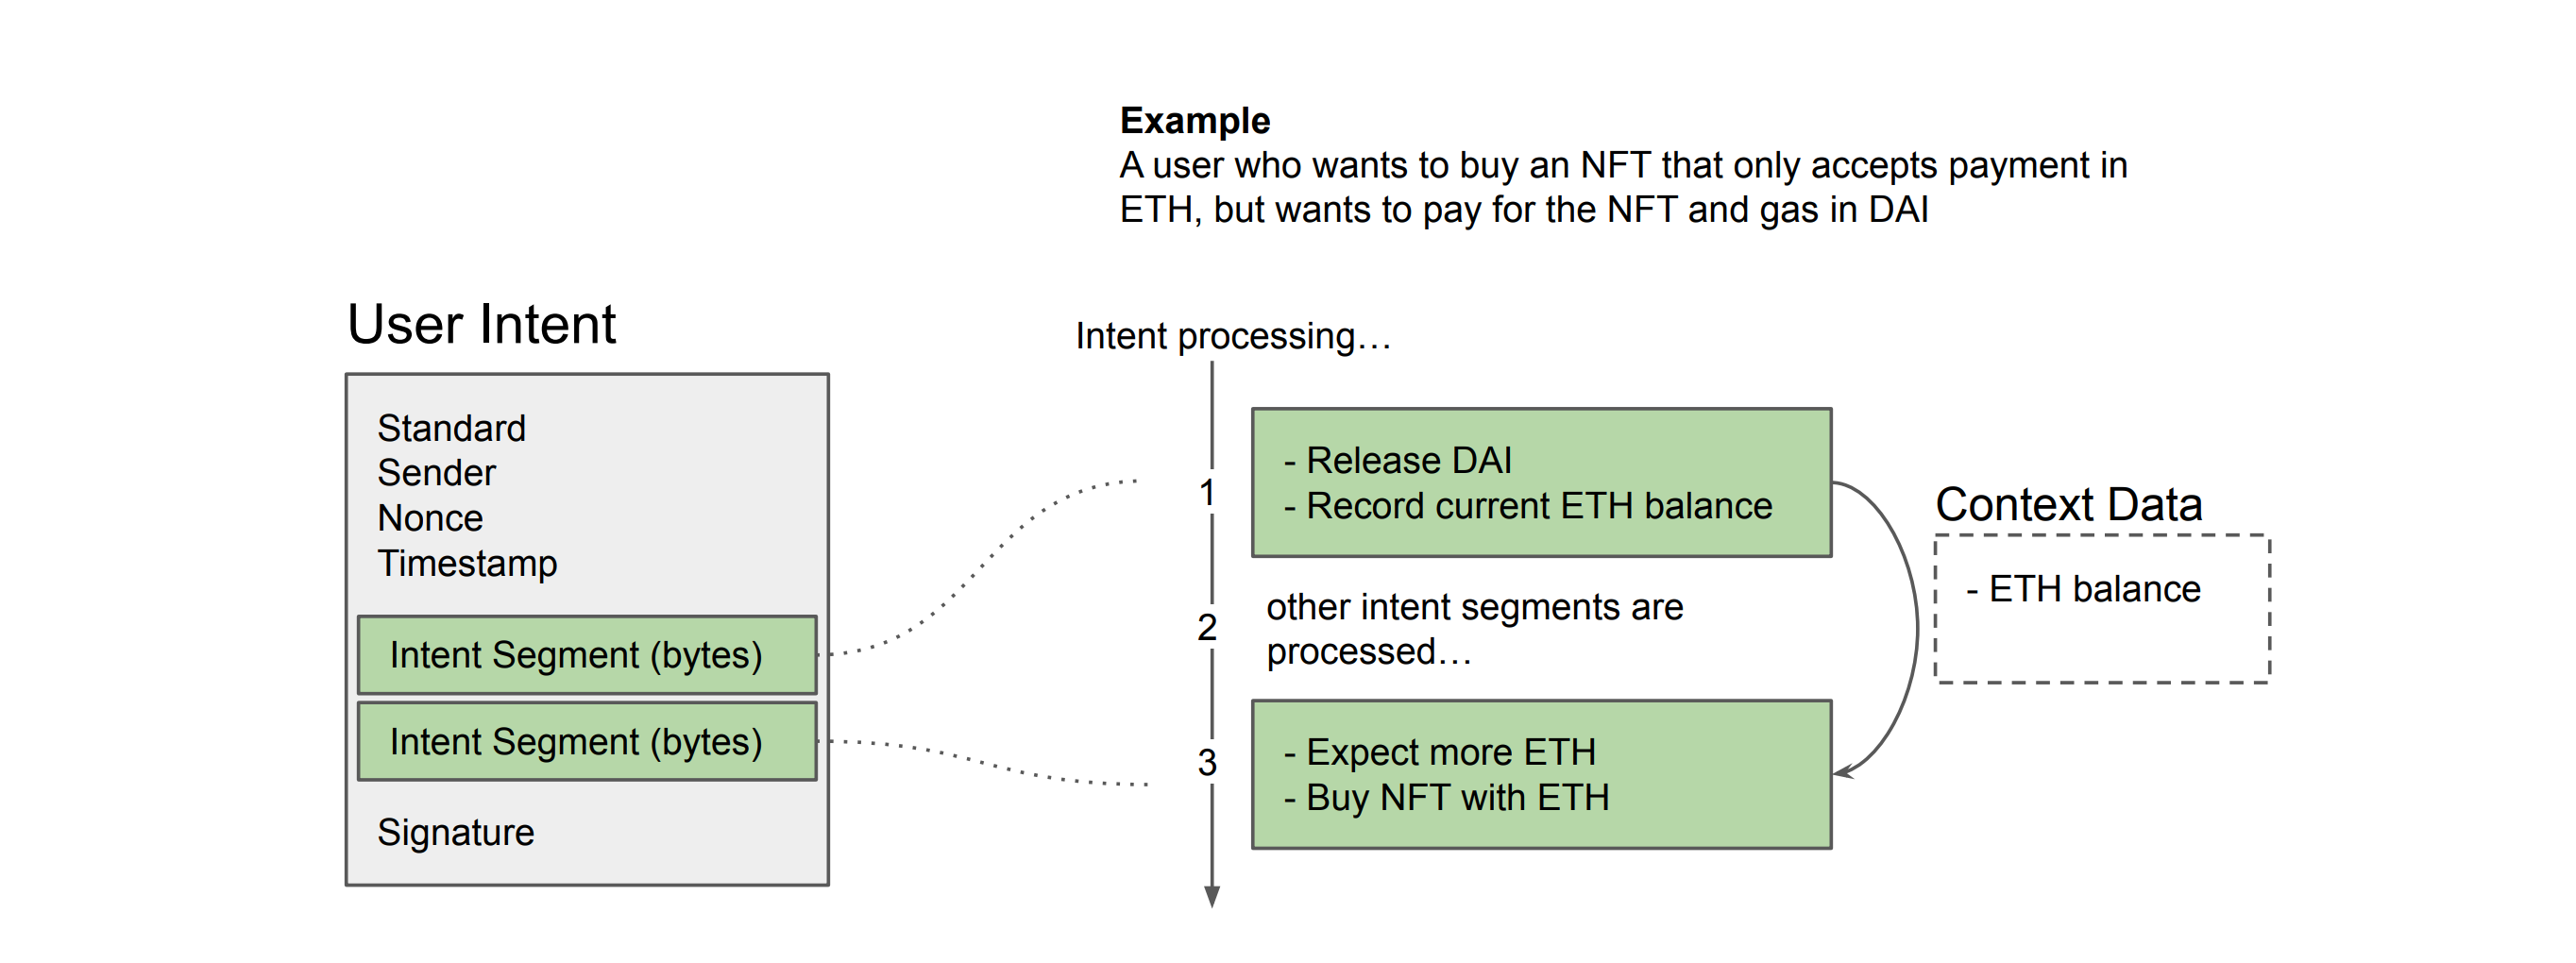 Example
A user who wants to buy an NFT that only accepts payment in
ETH, but wants to pay for the NFT and gas in DAI
User Intent
Standard
Sender
Nonce
Timestamp
Intent Segment (bytes)
Intent Segment (bytes)
Signature
Intent processing…
1
- Release DAI
- Record current ETH balance
2
other intent segments are
processed…
3
- Expect more ETH
- Buy NFT with ETH
Context Data
- ETH balance